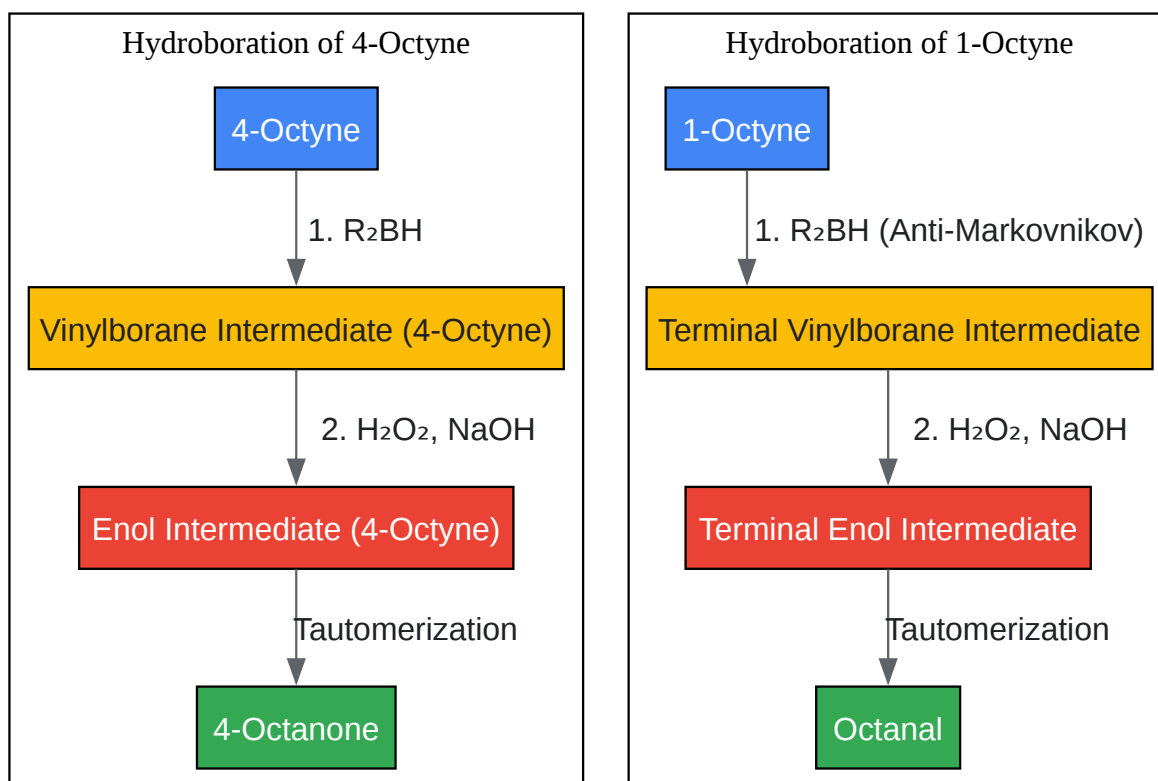 Hydroboration of 4-Octyne
4-Octyne
1. R₂BH
Vinylborane Intermediate (4-Octyne)
2. H₂O₂, NaOH
Enol Intermediate (4-Octyne)
Tautomerization
4-Octanone
Hydroboration of 1-Octyne
1-Octyne
1. R₂BH (Anti-Markovnikov)
Terminal Vinylborane Intermediate
2. H₂O₂, NaOH
Terminal Enol Intermediate
Tautomerization
Octanal